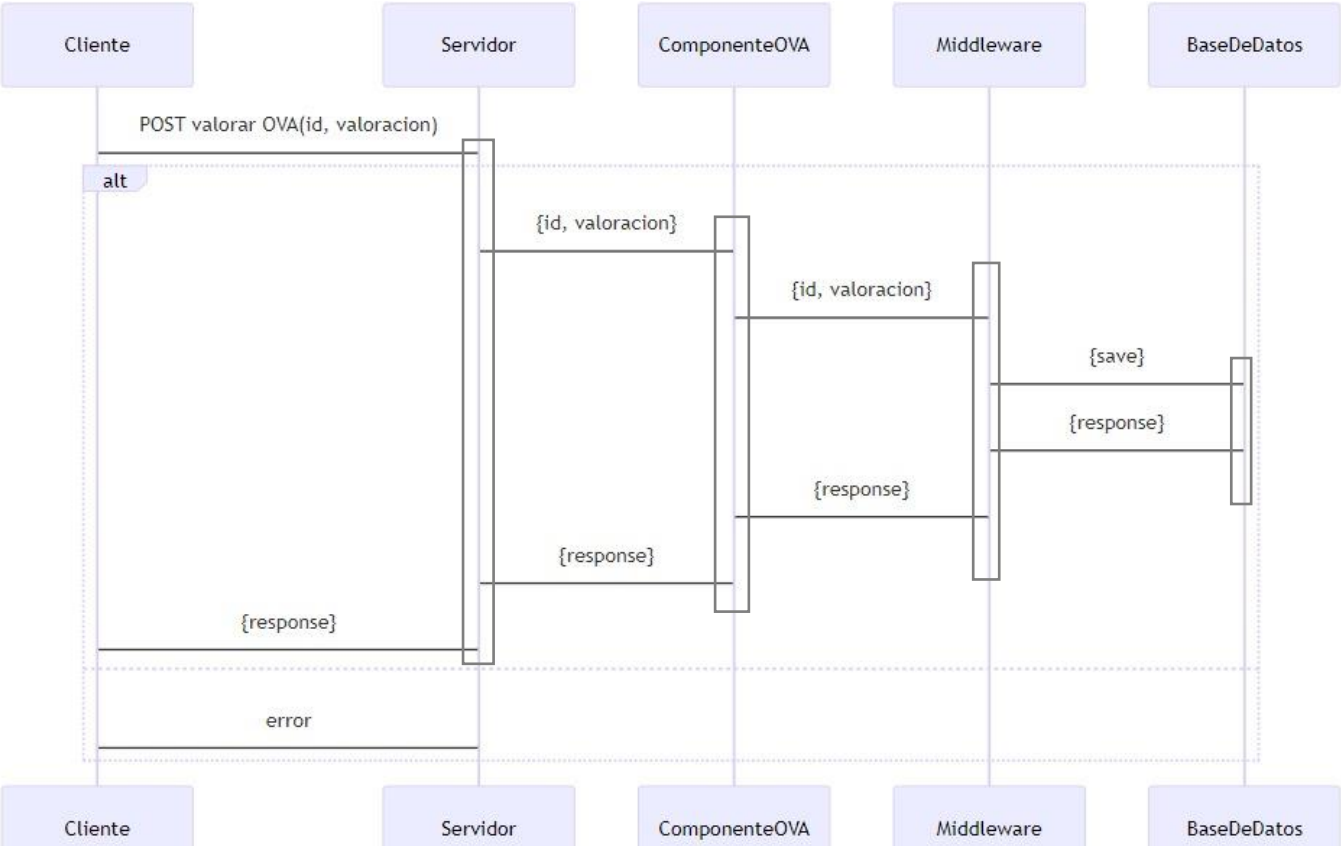 Cliente
Servidor
ComponenteOVA
Middleware
BaseDeDatos
POST valorar OVA(id, valoracion)
alt
{id, valoracion}
{id, valoracion}
{save}
{response}
{response}
{response}
{response}
error
Cliente
Servidor
ComponenteOVA
Middleware
BaseDeDatos